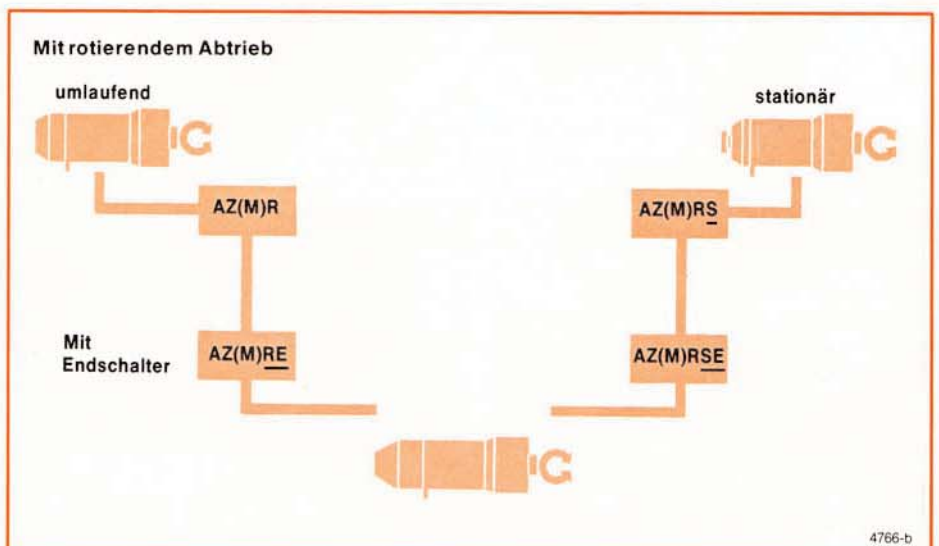 Mit rotierendem Abtrieb
umlaufend
stationär
AZ(M)R
AZ(M)RS
Mit
Endschalter
AZ(M)RE
AZ(M)RSE
4766-b